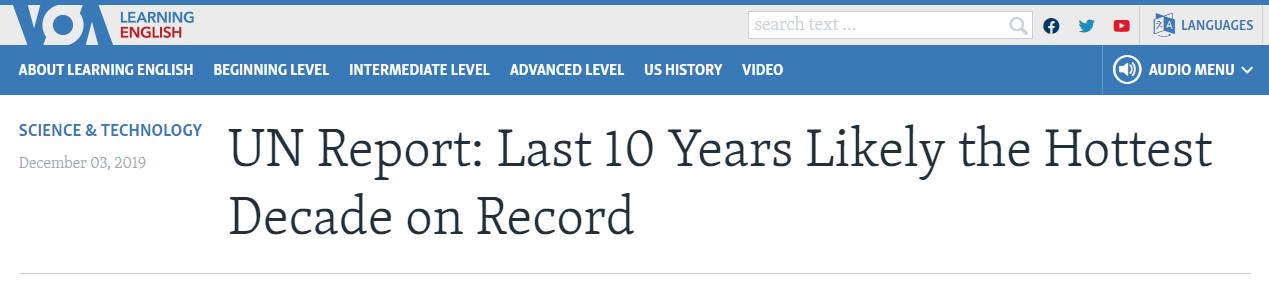 VOA LEARNING
ENGLISH
search text ...
LANGUAGES
ABOUT LEARNING ENGLISH BEGINNING LEVEL INTERMEDIATE LEVEL ADVANCED LEVEL US HISTORY VIDEO AUDIO MENU
SCIENCE & TECHNOLOGY
December 03, 2019
UN Report: Last 10 Years Likely the Hottest
Decade on Record